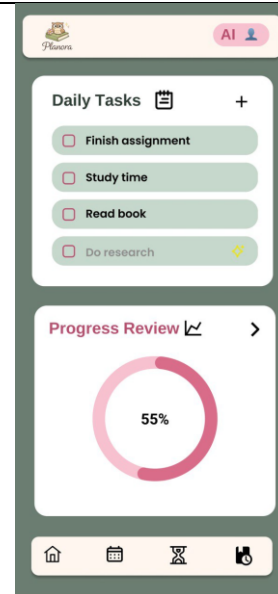 Planora
AI
Daily Tasks
+
Finish assignment
Study time
Read book
Do research
Progress Review
55%